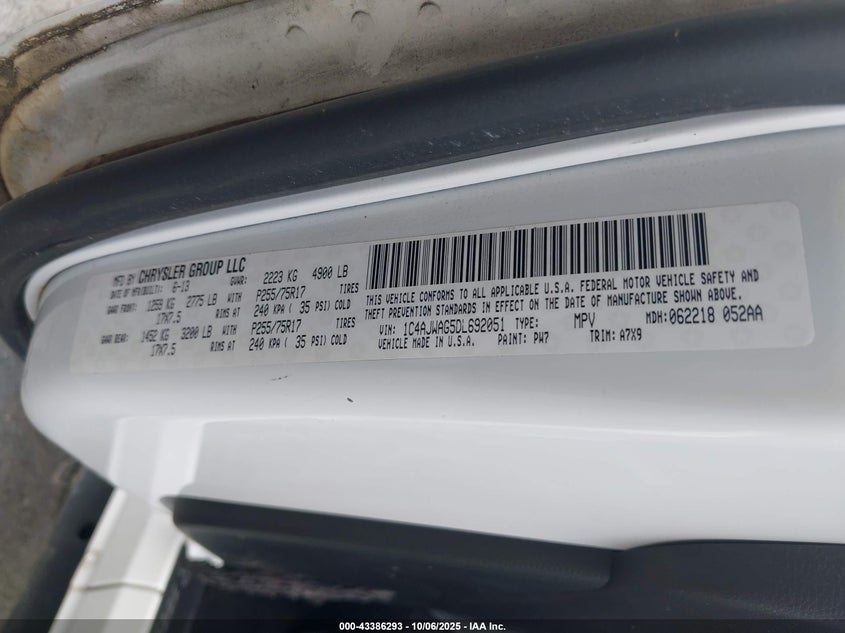 MFD BY CHRYSLER GROUP LLC
DATE OF MFR/BUILT: 6-13 GVWR: 2223 KG 4900 LB
GAWR FRONT: 1259 KG 2775 LB WITH P255/75R17 TIRES
17X7.5 RIMS AT 240 KPA ( 35 PSI) COLD
GAWR REAR: 1452 KG 3200 LB WITH P255/75R17 TIRES
17X7.5 RIMS AT 240 KPA ( 35 PSI) COLD
THIS VEHICLE CONFORMS TO ALL APPLICABLE U.S.A. FEDERAL MOTOR VEHICLE SAFETY AND
THEFT PREVENTION STANDARDS IN EFFECT ON THE DATE OF MANUFACTURE SHOWN ABOVE.
VIN: 1C4AJWAG5DL692051 TYPE: MPV MDH:062218 052AA
VEHICLE MADE IN U.S.A. PAINT: PW7 TRIM: A7X9
000-43386293 - 10/06/2025 - IAA Inc.